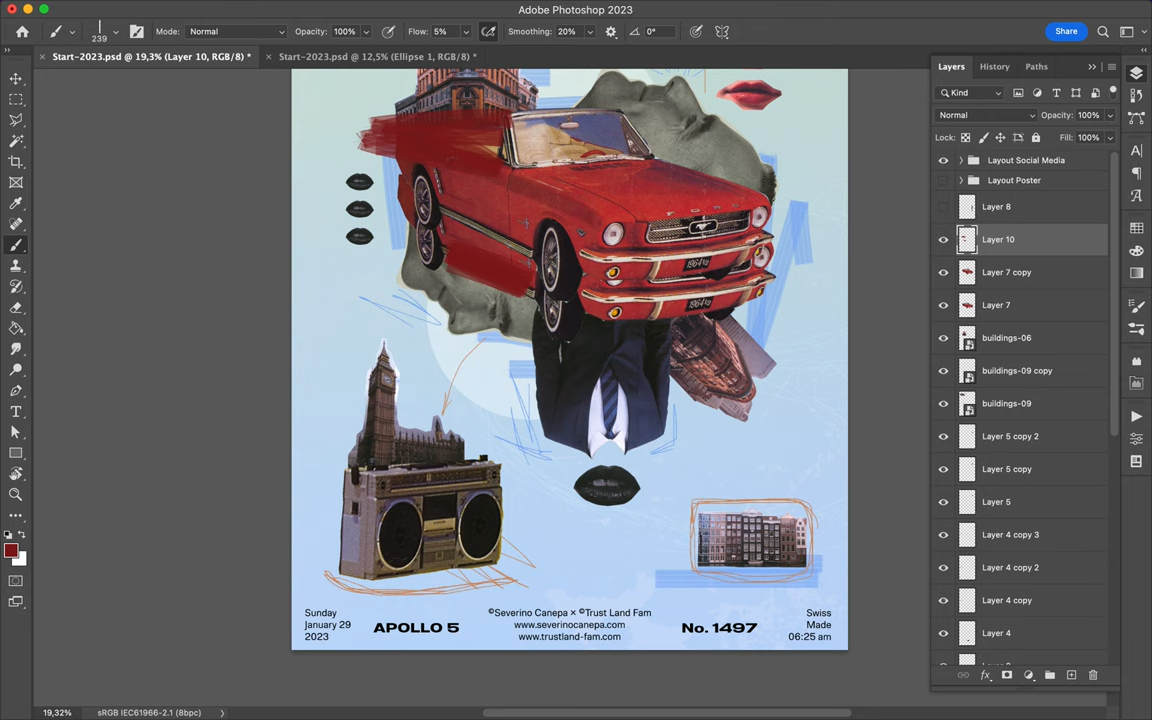 Adobe Photoshop 2023
239
Mode: Normal
Opacity: 100%
Flow: 5%
Smoothing: 20%
0°
Share
Start-2023.psd @ 19,3% (Layer 10, RGB/8) *
Start-2023.psd @ 12,5% (Ellipse 1, RGB/8) *
Layers
History
Paths
Kind
Normal
Opacity: 100%
Lock:
Fill: 100%
Layout Social Media
Layout Poster
Layer 8
Layer 10
Layer 7 copy
Layer 7
buildings-06
buildings-09 copy
buildings-09
Layer 5 copy 2
Layer 5 copy
Layer 5
Layer 4 copy 3
Layer 4 copy 2
Layer 4 copy
Layer 4
FORD
Sunday
January 29
2023
APOLLO 5
©Severino Canepa × ©Trust Land Fam
www.severinocanepa.com
www.trustland-fam.com
No. 1497
Swiss
Made
06:25 am
19,32%
sRGB IEC61966-2.1 (8bpc)